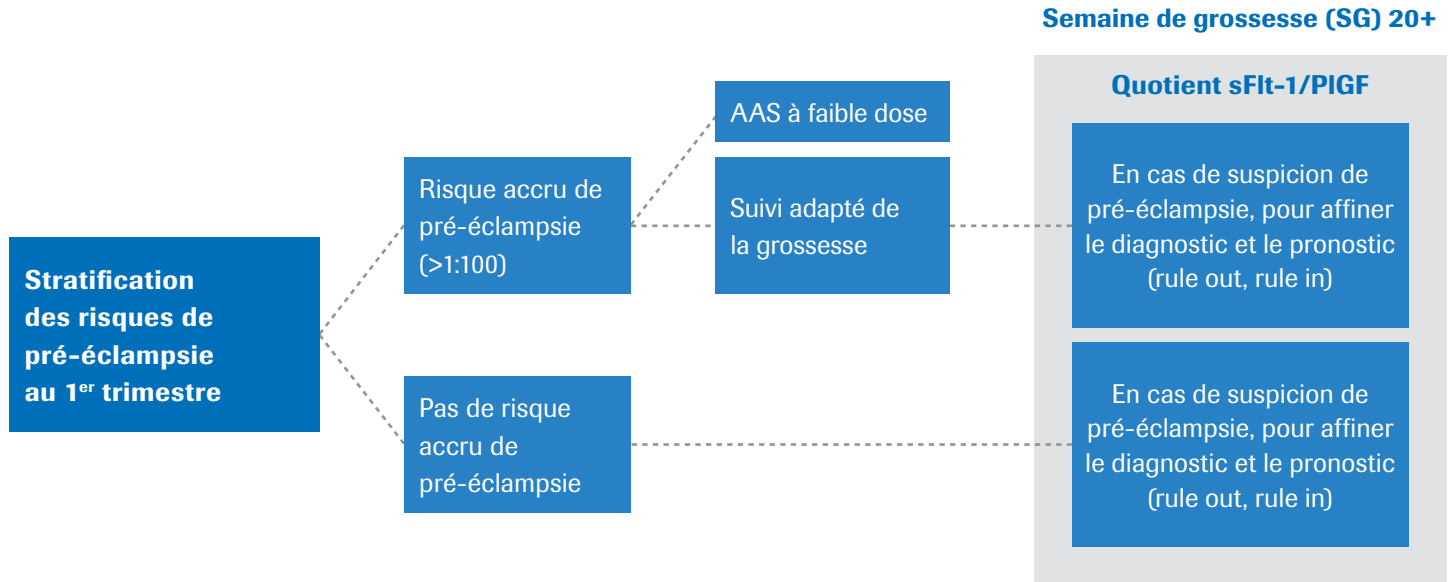 Semaine de grossesse (SG) 20+
Quotient sFlt-1/PlGF
Stratification
des risques de
pré-éclampsie
au 1er trimestre
Risque accru de
pré-éclampsie
(>1:100)
Pas de risque
accru de
pré-éclampsie
AAS à faible dose
Suivi adapté de
la grossesse
En cas de suspicion de
pré-éclampsie, pour affiner
le diagnostic et le pronostic
(rule out, rule in)
En cas de suspicion de
pré-éclampsie, pour affiner
le diagnostic et le pronostic
(rule out, rule in)